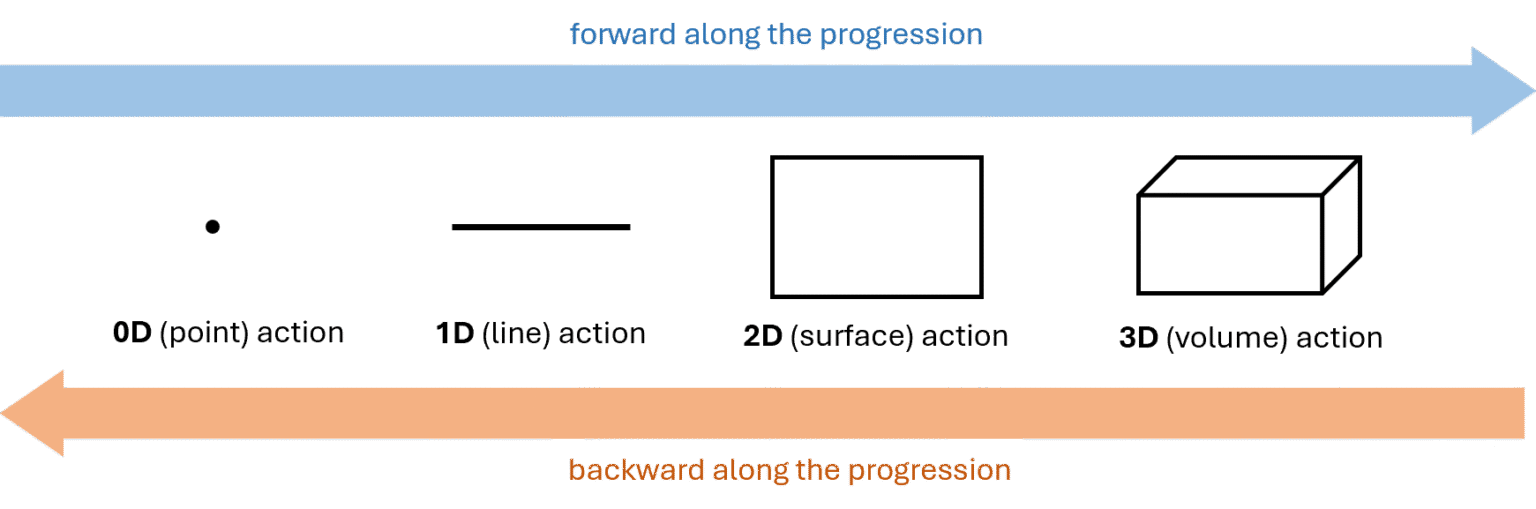 forward along the progression
0D (point) action
1D (line) action
2D (surface) action
3D (volume) action
backward along the progression